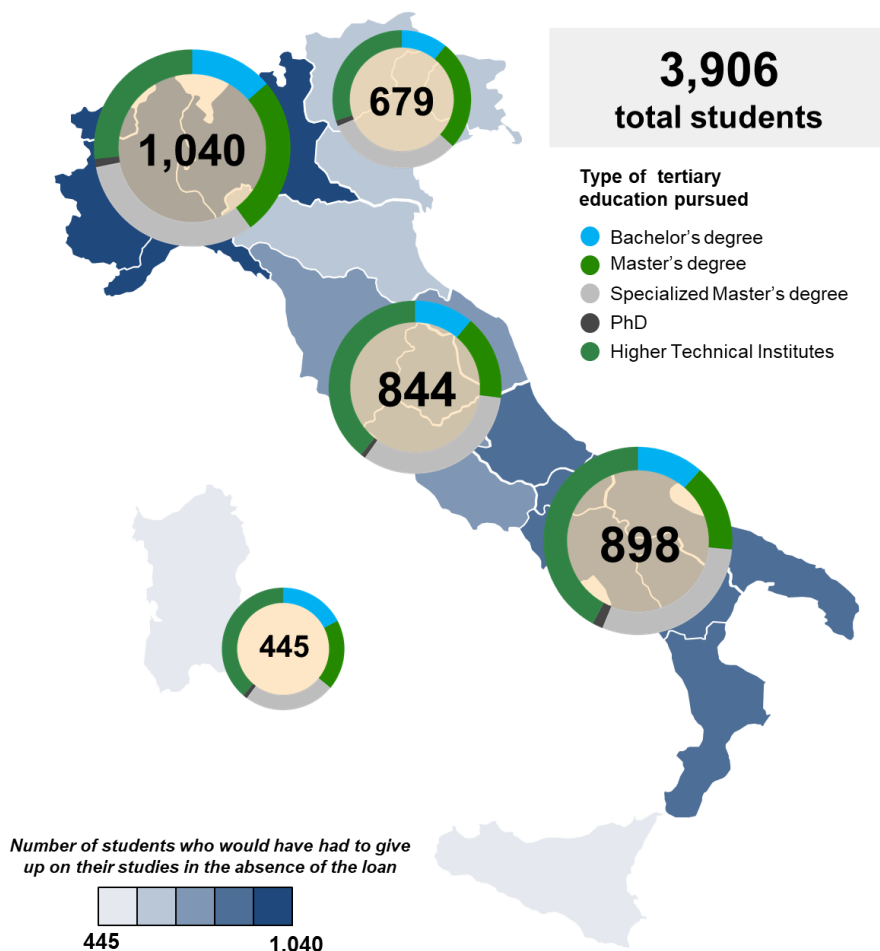 3,906
total students
1,040
679
Type of tertiary
education pursued
Bachelor's degree
Master's degree
Specialized Master's degree
PhD
Higher Technical Institutes
844
898
445
Number of students who would have had to give
up on their studies in the absence of the loan
445
1,040